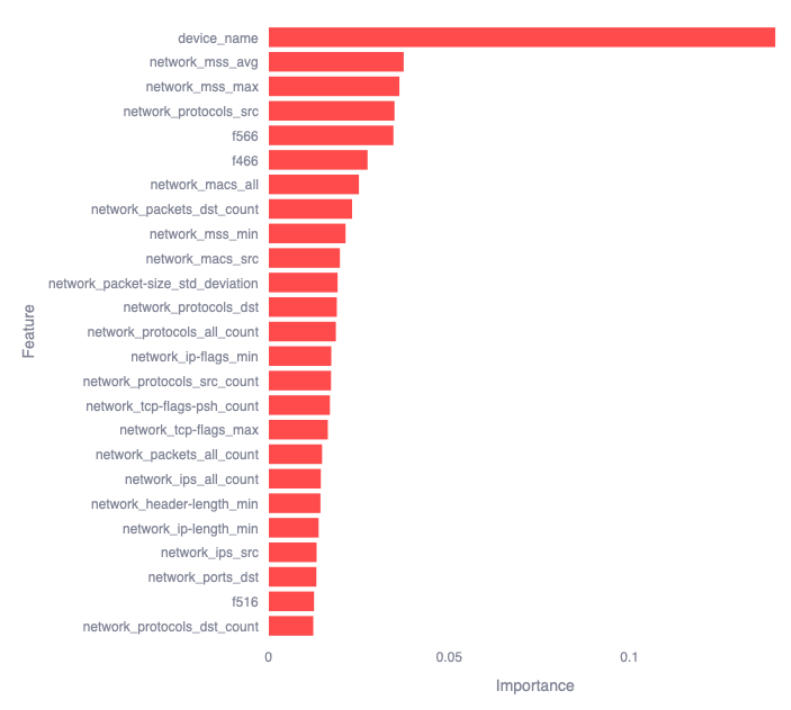 device_name
network_mss_avg
network_mss_max
network_protocols_src
f566
f466
network_macs_all
network_packets_dst_count
network_mss_min
network_macs_src
network_packet-size_std_deviation
network_protocols_dst
network_protocols_all_count
network_ip-flags_min
network_protocols_src_count
network_tcp-flags-psh_count
network_tcp-flags_max
network_packets_all_count
network_ips_all_count
network_header-length_min
network_ip-length_min
network_ips_src
network_ports_dst
f516
network_protocols_dst_count
Feature
0 0.05 0.1
Importance